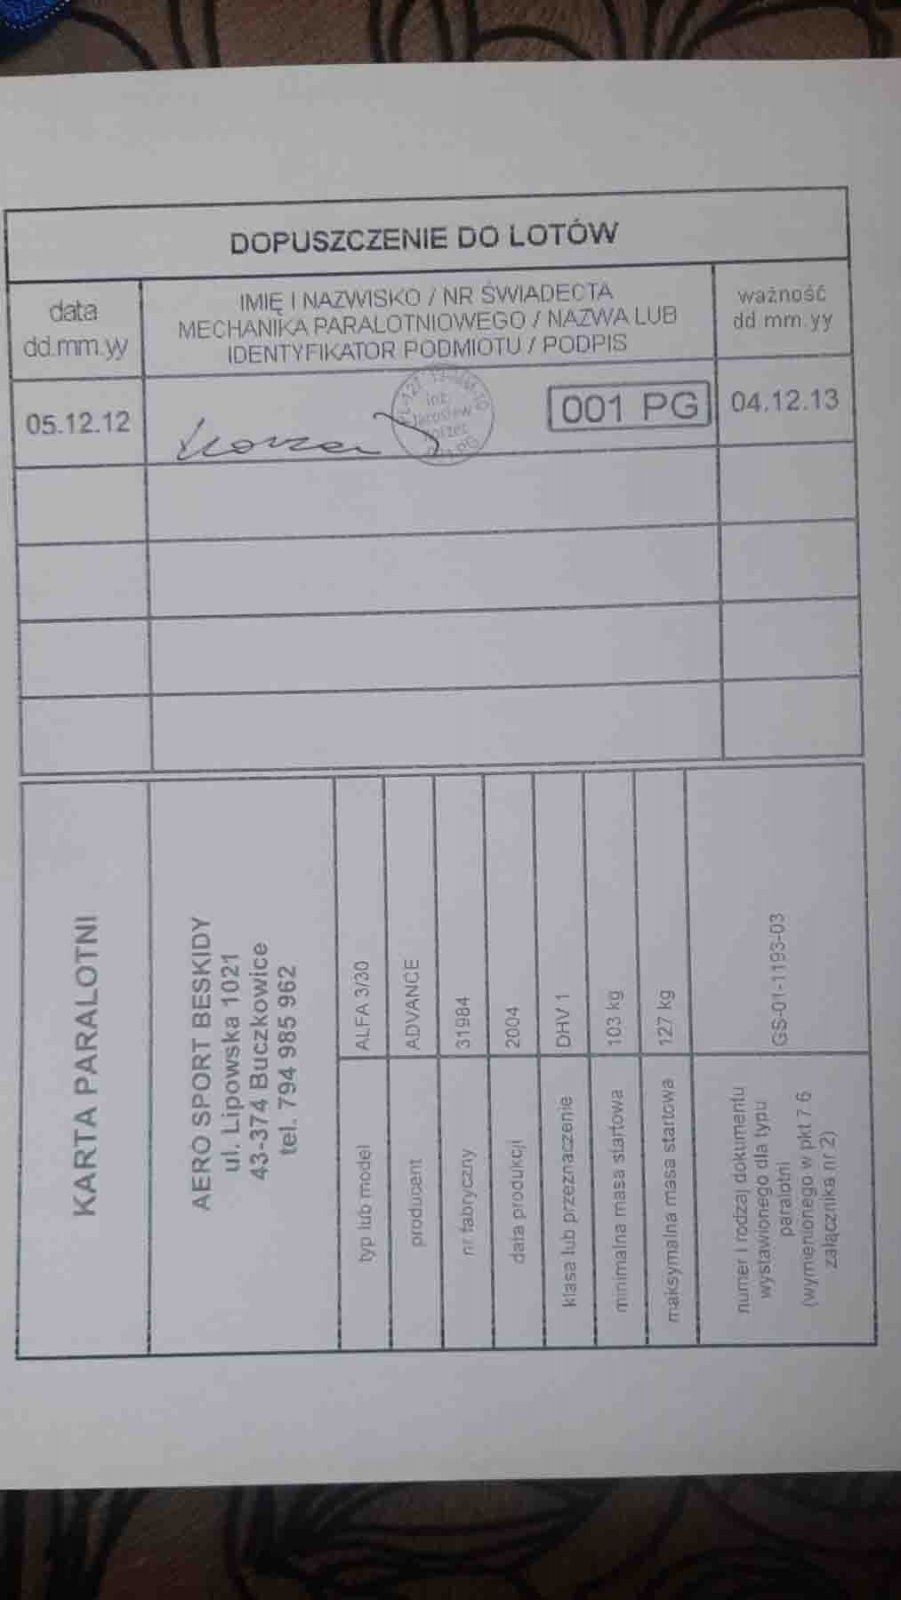 DOPUSZCZENIE DO LOTÓW
data
dd.mm.yy
IMIĘ I NAZWISKO / NR ŚWIADECTA
MECHANIKA PARALOTNIOWEGO / NAZWA LUB
IDENTYFIKATOR PODMIOTU / PODPIS
ważność
dd.mm.yy
05.12.12
inż.
Jarosław
001 PG
04.12.13
KARTA PARALOTNI
AERO SPORT BESKIDY
ul. Lipowska 1021
43-374 Buczkowice
tel. 794 985 962
typ lub model
ALFA 3/30
producent
ADVANCE
nr fabryczny
31984
data produkcji
2004
klasa lub przeznaczenie
DHV 1
minimalna masa startowa
103 kg
maksymalna masa startowa
127 kg
numer i rodzaj dokumentu
wystawionego dla typu
paralotni
(wymienionego w pkt 7.6
załącznika nr 2)
GS-01-1193-03